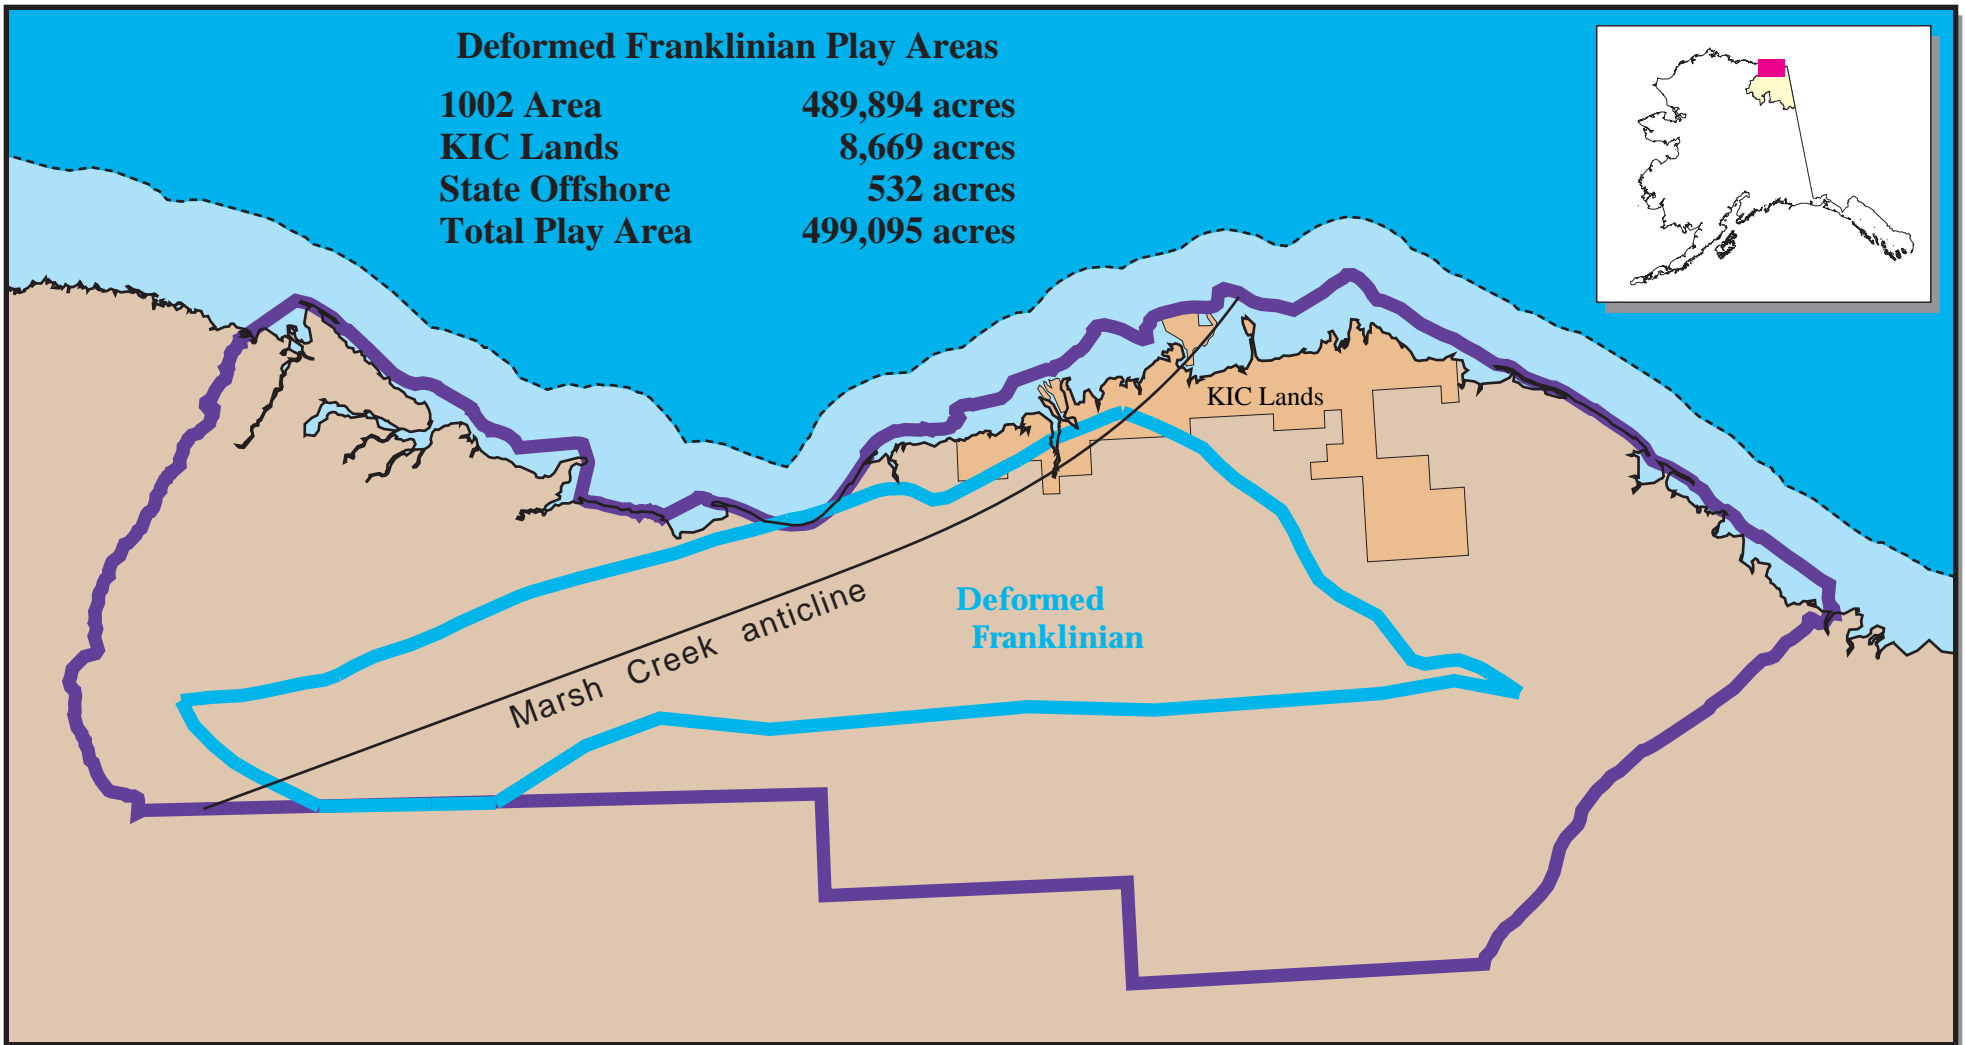 Deformed Franklinian Play Areas
1002 Area 489,894 acres
KIC Lands 8,669 acres
State Offshore 532 acres
Total Play Area 499,095 acres
KIC Lands
Deformed
Franklinian
Marsh Creek anticline